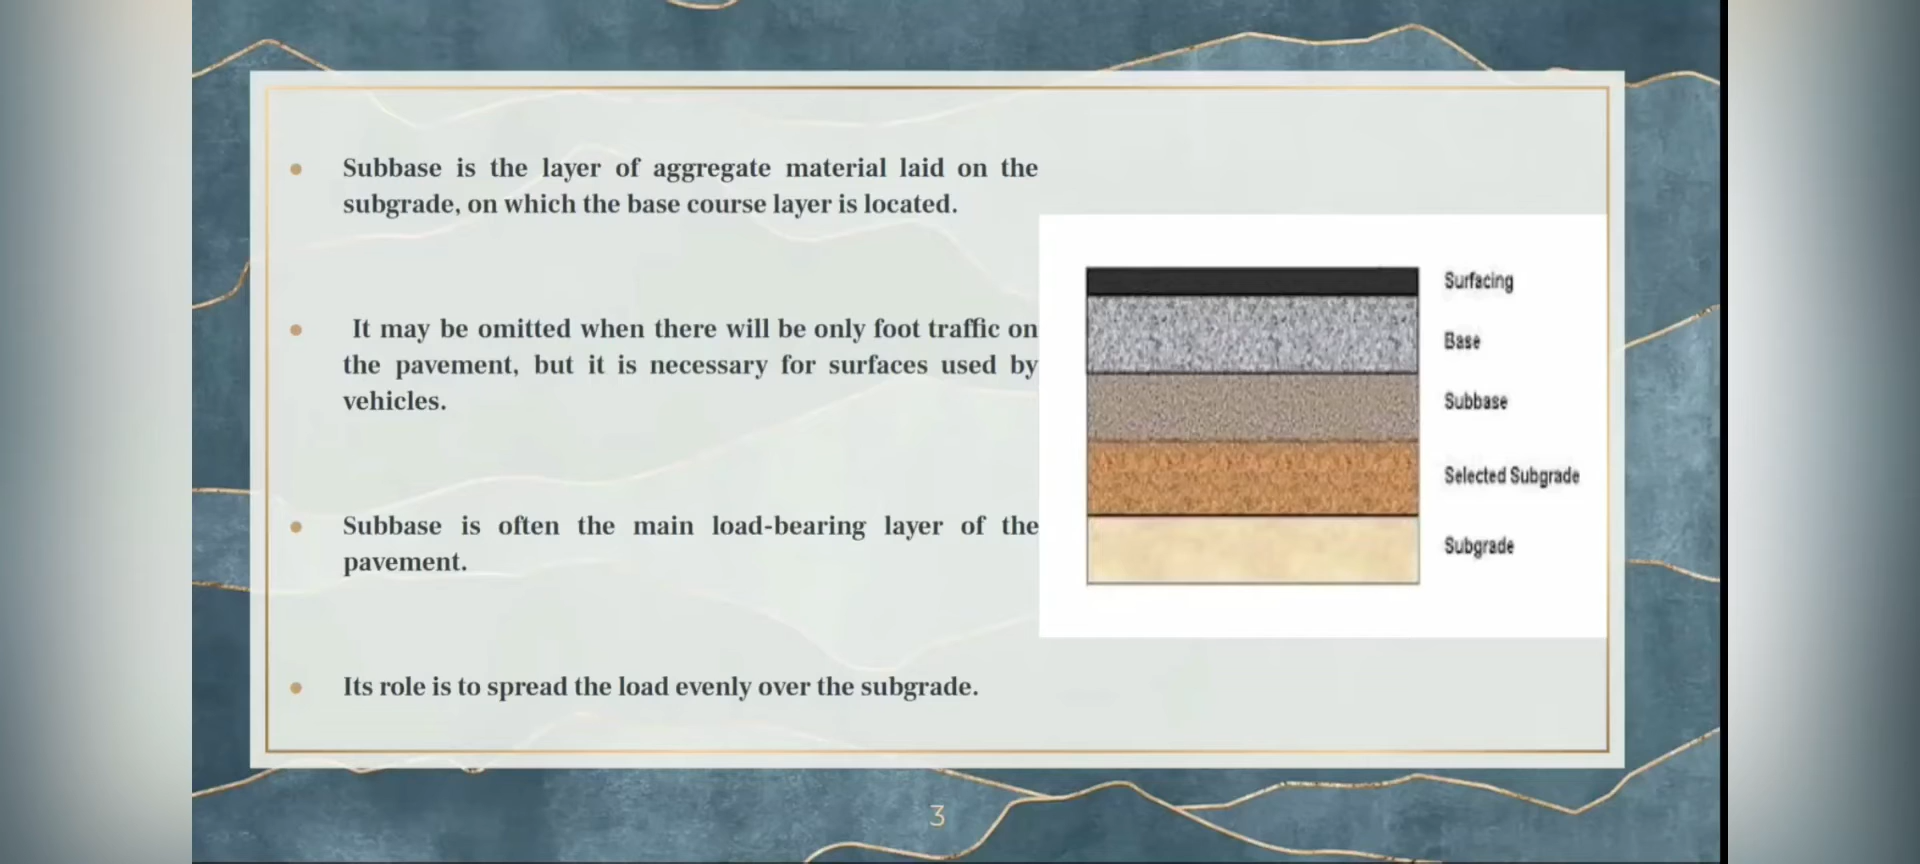 Subbase is the layer of aggregate material laid on the
subgrade, on which the base course layer is located.
It may be omitted when there will be only foot traffic on
the pavement, but it is necessary for surfaces used by
vehicles.
Subbase is often the main load-bearing layer of the
pavement.
Its role is to spread the load evenly over the subgrade.
Surfacing
Base
Subbase
Selected Subgrade
Subgrade
3